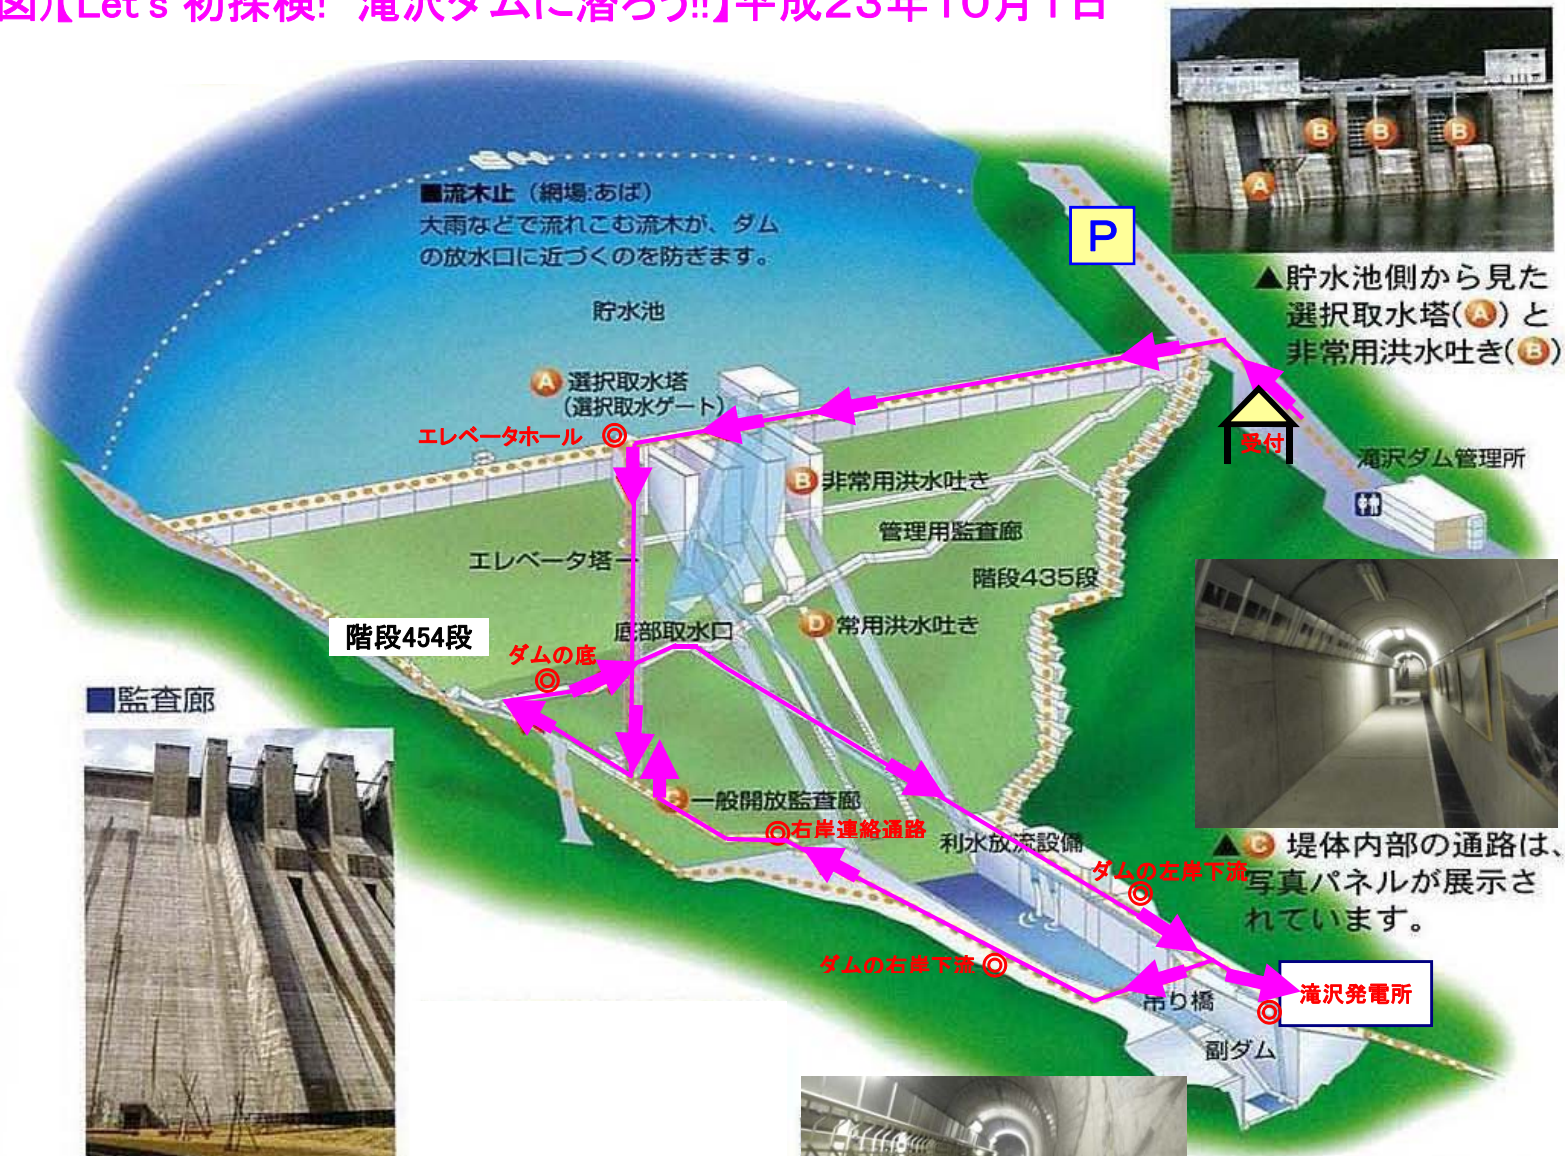 図)【Let's 初探検! 滝沢ダムに潜ろう!!】平成23年10月1日
■流木止(網場:あば)
大雨などで流れこむ流木が、ダム
の放水口に近づくのを防ぎます。
貯水池
P
B
B
B
A
▲貯水池側から見た
選択取水塔(A)と
非常用洪水吐き(B)
A 選択取水塔
(選択取水ゲート)
エレベータホール ◎
受付
滝沢ダム管理所
B 非常用洪水吐き
管理用監査廊
エレベータ塔
階段435段
階段454段
底部取水口
D 常用洪水吐き
ダムの底
◎
■監査廊
一般開放監査廊
◎右岸連絡通路
利水放流設備
▲C 堤体内部の通路は、
写真パネルが展示さ
れています。
ダムの左岸下流
◎
ダムの右岸下流 ◎
滝沢発電所
◎
吊り橋
副ダム